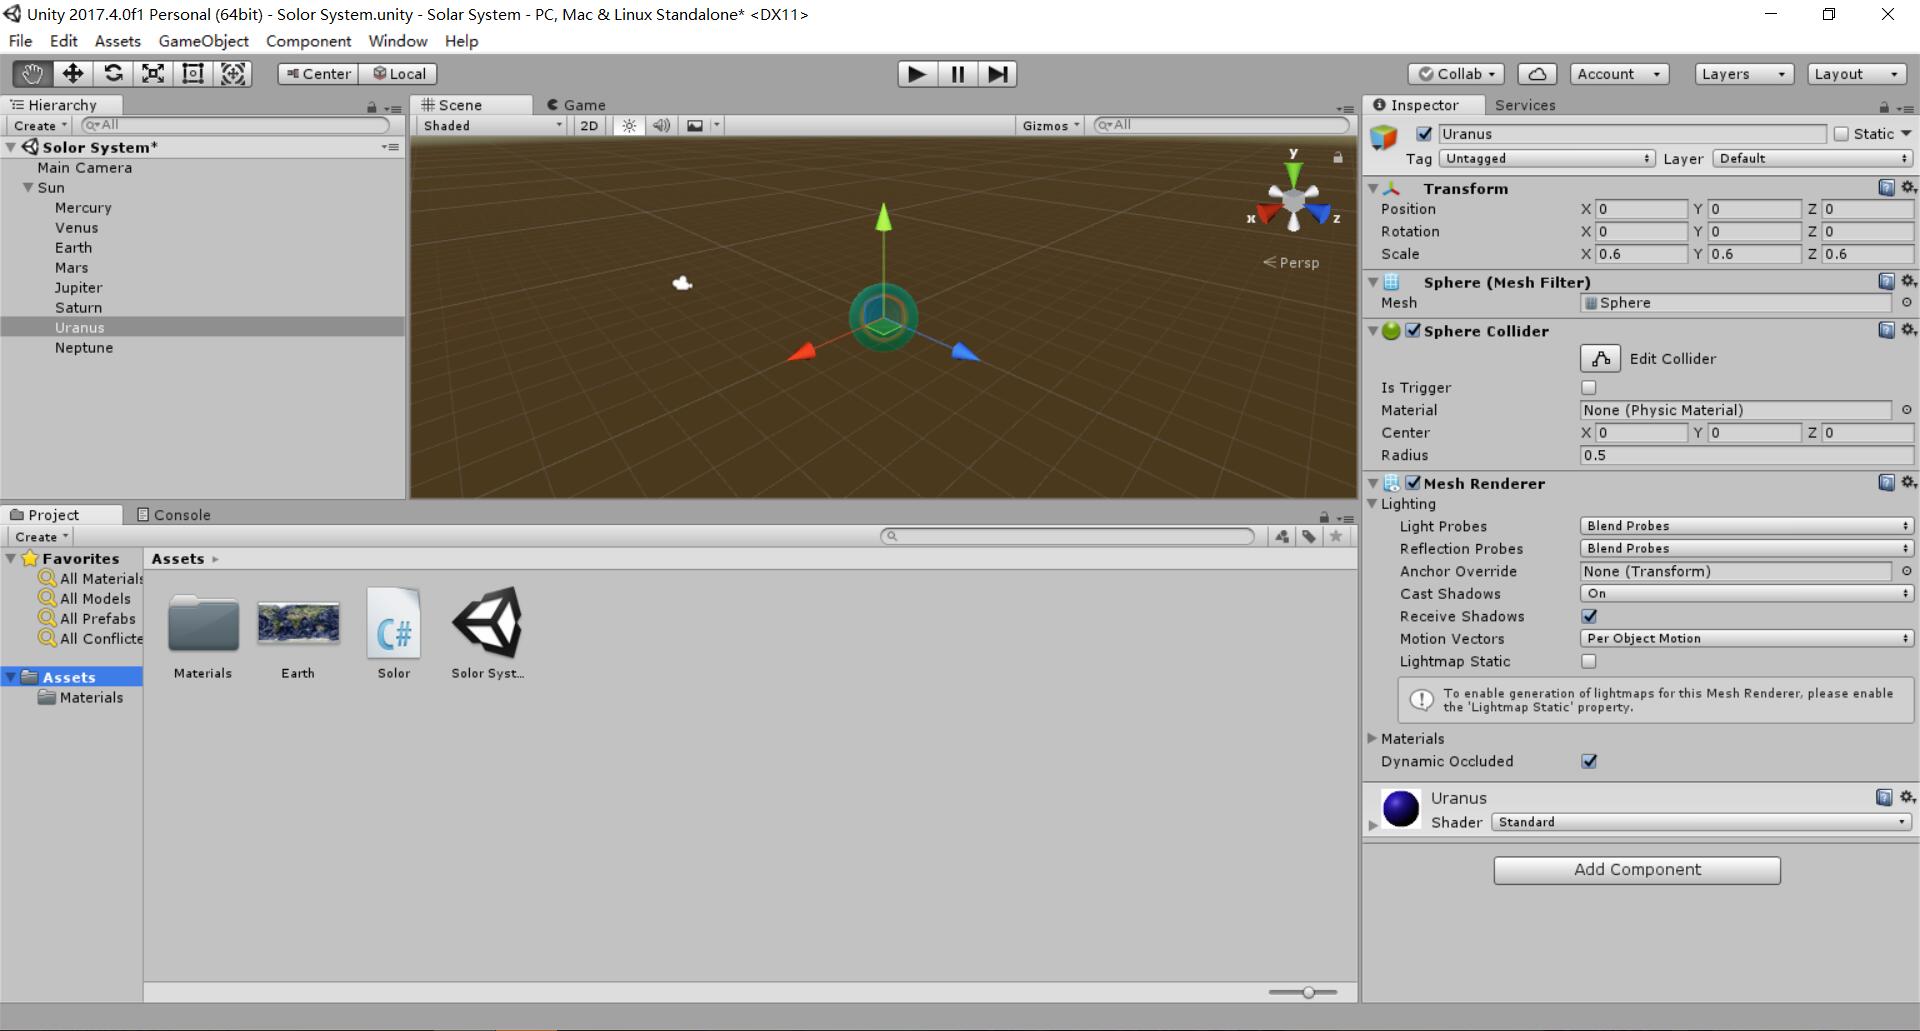 Unity 2017.4.0f1 Personal (64bit) - Solor System.unity - Solar System - PC, Mac & Linux Standalone* <DX11>
File Edit Assets GameObject Component Window Help
Center Local
Collab Account Layers Layout
Hierarchy
Create All
Solor System*
Main Camera
Sun
Mercury
Venus
Earth
Mars
Jupiter
Saturn
Uranus
Neptune
Scene Game
Shaded 2D Gizmos All
y
x z
Persp
Project Console
Create
Favorites
All Materials
All Models
All Prefabs
All Conflicte
Assets
Materials
Assets
Materials Earth Solor Solor Syst...
C#
Inspector Services
Uranus Static
Tag Untagged Layer Default
Transform
Position X 0 Y 0 Z 0
Rotation X 0 Y 0 Z 0
Scale X 0.6 Y 0.6 Z 0.6
Sphere (Mesh Filter)
Mesh Sphere
Sphere Collider
Edit Collider
Is Trigger
Material None (Physic Material)
Center X 0 Y 0 Z 0
Radius 0.5
Mesh Renderer
Lighting
Light Probes Blend Probes
Reflection Probes Blend Probes
Anchor Override None (Transform)
Cast Shadows On
Receive Shadows
Motion Vectors Per Object Motion
Lightmap Static
To enable generation of lightmaps for this Mesh Renderer, please enable
the 'Lightmap Static' property.
Materials
Dynamic Occluded
Uranus
Shader Standard
Add Component